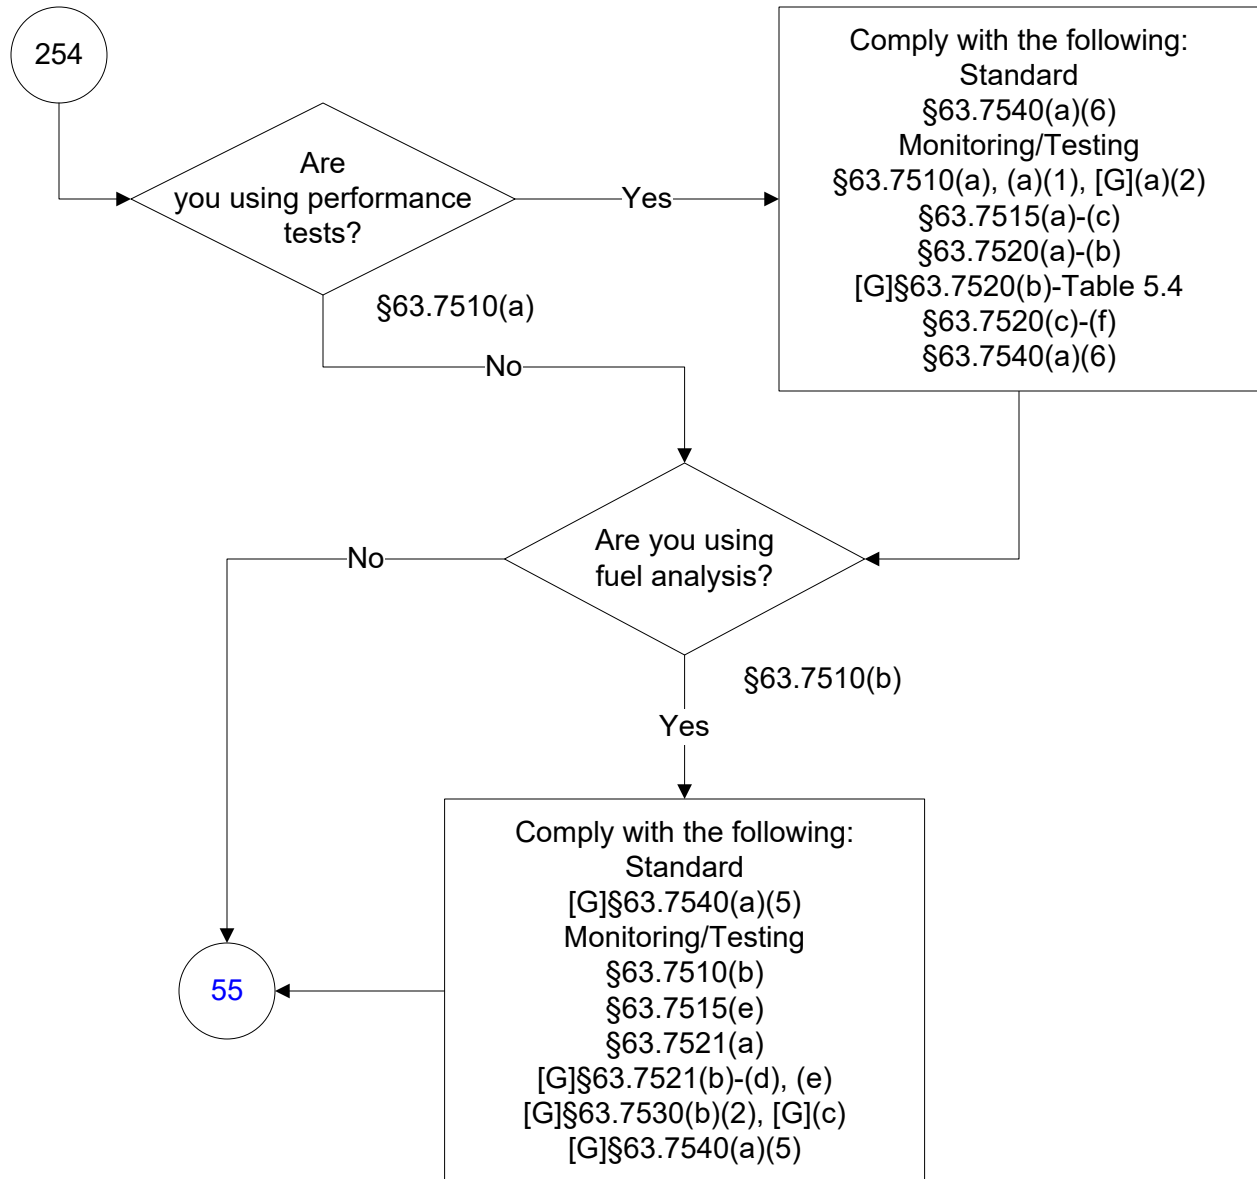 254
Are
you using performance
tests?
Yes
§63.7510(a)
No
Comply with the following:
Standard
§63.7540(a)(6)
Monitoring/Testing
§63.7510(a), (a)(1), [G](a)(2)
§63.7515(a)-(c)
§63.7520(a)-(b)
[G]§63.7520(b)-Table 5.4
§63.7520(c)-(f)
§63.7540(a)(6)
Are you using
fuel analysis?
No
§63.7510(b)
Yes
Comply with the following:
Standard
[G]§63.7540(a)(5)
Monitoring/Testing
§63.7510(b)
§63.7515(e)
§63.7521(a)
[G]§63.7521(b)-(d), (e)
[G]§63.7530(b)(2), [G](c)
[G]§63.7540(a)(5)
55